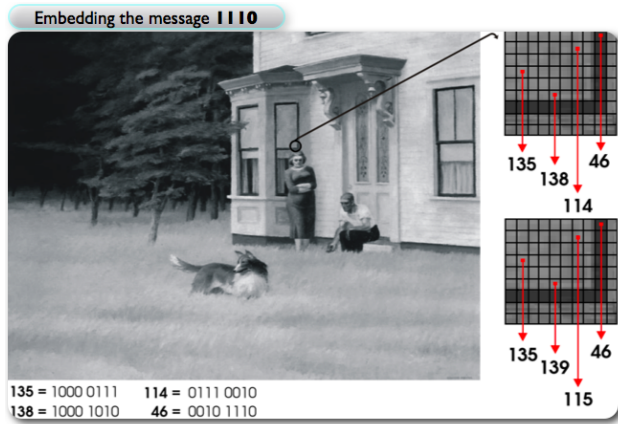 Embedding the message 1110
135
138
114
46
135
139
115
46
135 = 1000 0111 114 = 0111 0010
138 = 1000 1010 46 = 0010 1110